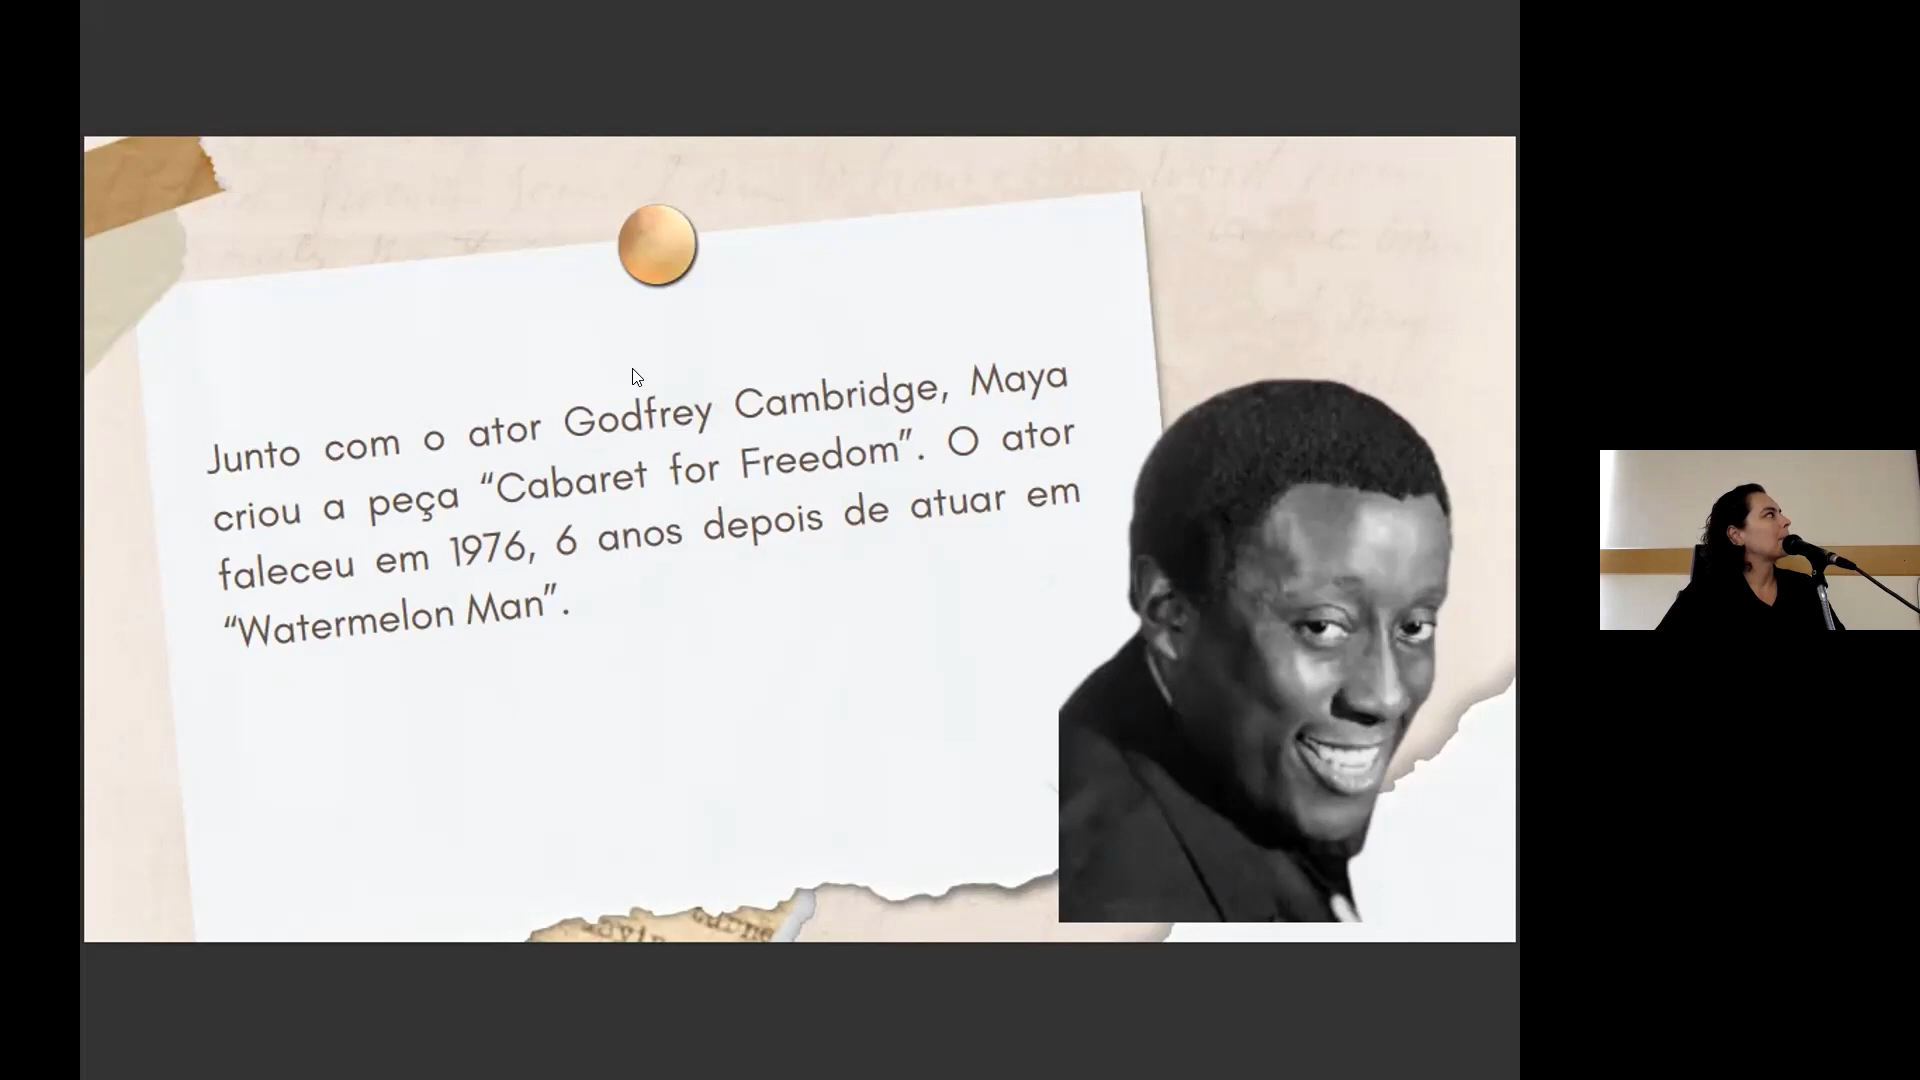 Junto com o ator Godfrey Cambridge, Maya
criou a peça “Cabaret for Freedom”. O ator
faleceu em 1976, 6 anos depois de atuar em
“Watermelon Man”.